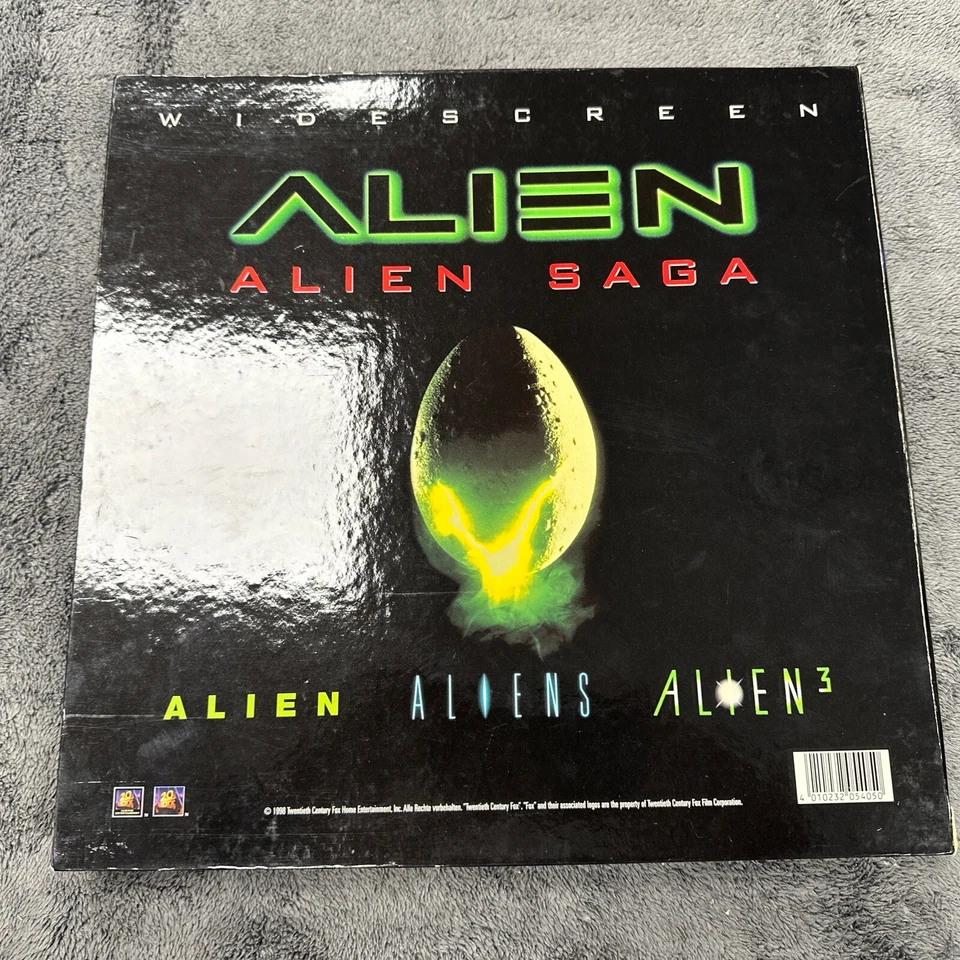 WIDESCREEN
ALIEN
ALIEN SAGA
ALIEN ALIENS ALIEN³
4 010232 054050
© 1998 Twentieth Century Fox Home Entertainment, Inc. Alle Rechte vorbehalten. "Twentieth Century Fox", "Fox" and their associated logos are the property of Twentieth Century Fox Film Corporation.